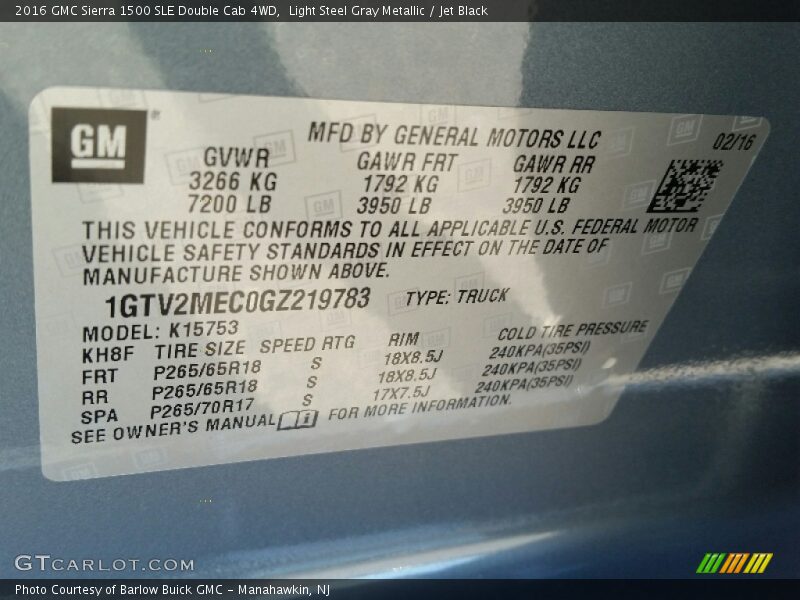 2016 GMC Sierra 1500 SLE Double Cab 4WD, Light Steel Gray Metallic / Jet Black
GM
MFD BY GENERAL MOTORS LLC
02/16
GVWR GAWR FRT GAWR RR
3266 KG 1792 KG 1792 KG
7200 LB 3950 LB 3950 LB
THIS VEHICLE CONFORMS TO ALL APPLICABLE U.S. FEDERAL MOTOR
VEHICLE SAFETY STANDARDS IN EFFECT ON THE DATE OF
MANUFACTURE SHOWN ABOVE.
1GTV2MEC0GZ219783 TYPE: TRUCK
MODEL: K15753
KH8F TIRE SIZE SPEED RTG RIM COLD TIRE PRESSURE
FRT P265/65R18 S 18X8.5J 240KPA(35PSI)
RR P265/65R18 S 18X8.5J 240KPA(35PSI)
SPA P265/70R17 S 17X7.5J 240KPA(35PSI)
SEE OWNER'S MANUAL FOR MORE INFORMATION.
GTCARLOT.COM
Photo Courtesy of Barlow Buick GMC - Manahawkin, NJ